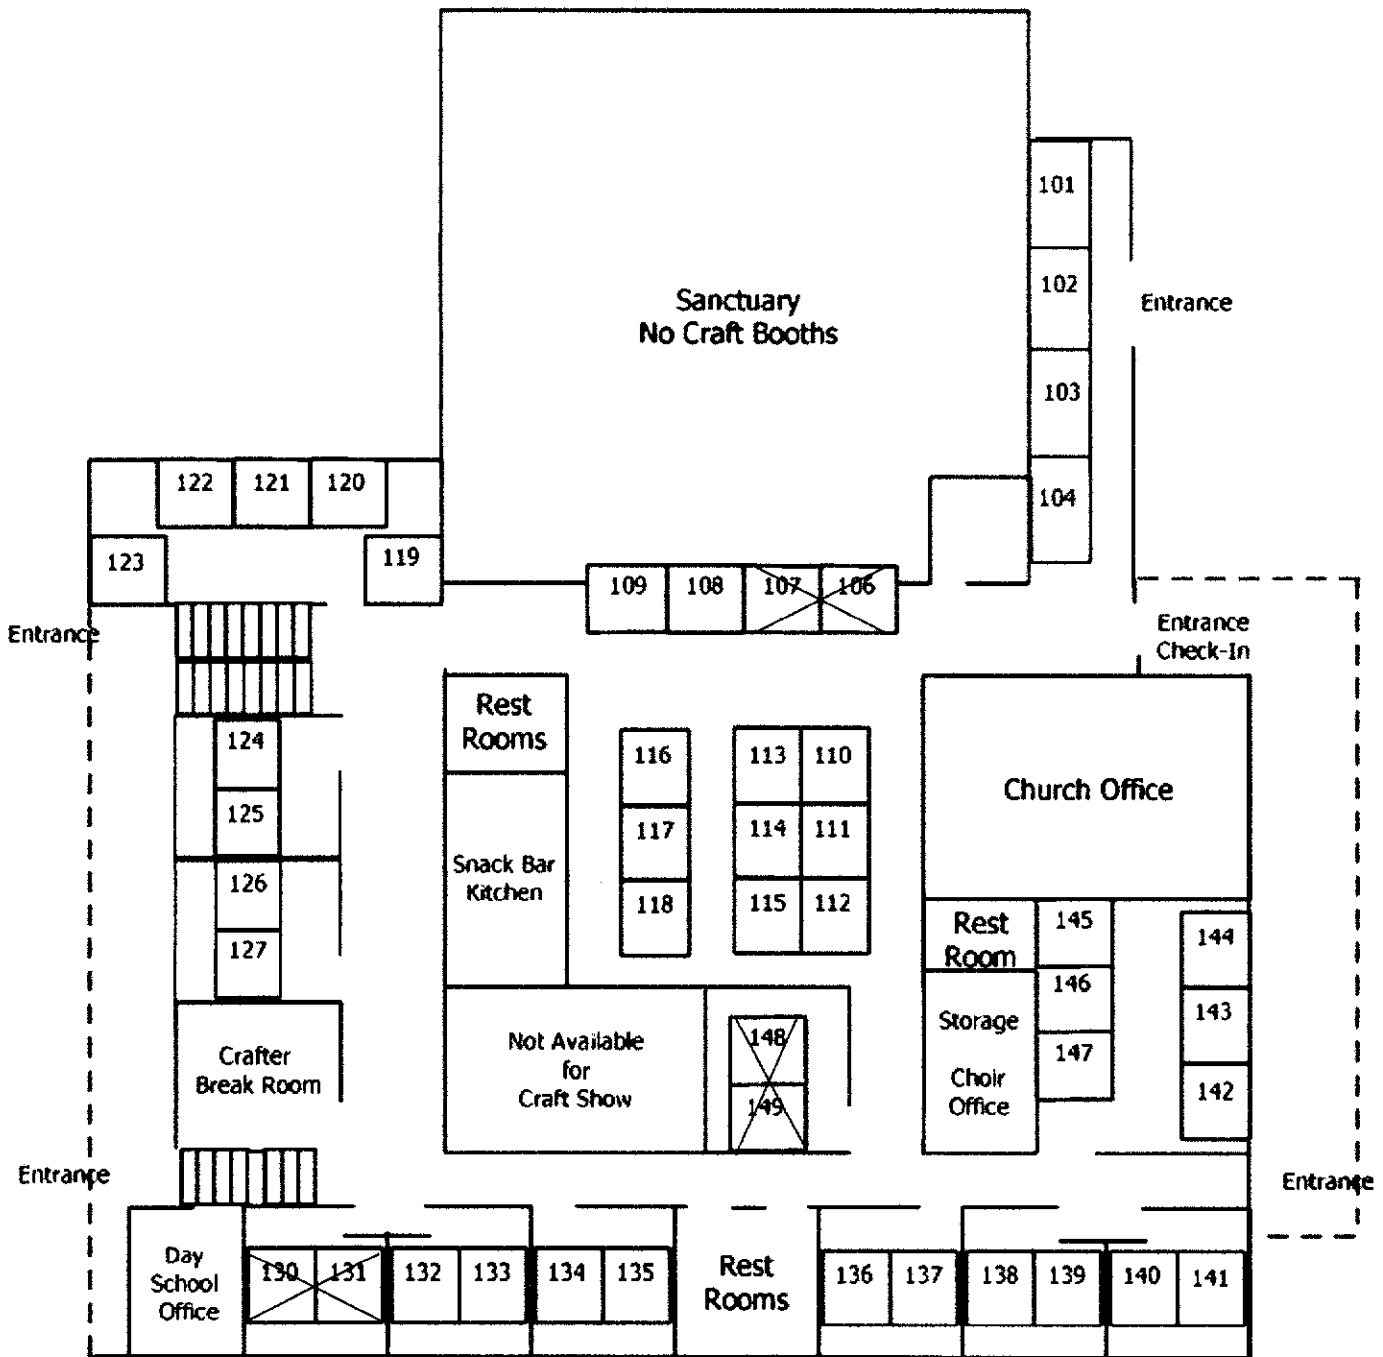 101
Sanctuary
No Craft Booths
102
Entrance
103
104
122
121
120
123
119
109
108
107
106
Entrance
Entrance
Check-In
Rest
Rooms
124
125
126
127
116
117
118
113
110
114
111
115
112
Church Office
Snack Bar
Kitchen
Rest
Room
145
146
147
144
143
142
Storage
Choir
Office
Crafter
Break Room
Not Available
for
Craft Show
148
149
Entrance
Entrance
Day
School
Office
130
131
132
133
134
135
Rest
Rooms
136
137
138
139
140
141